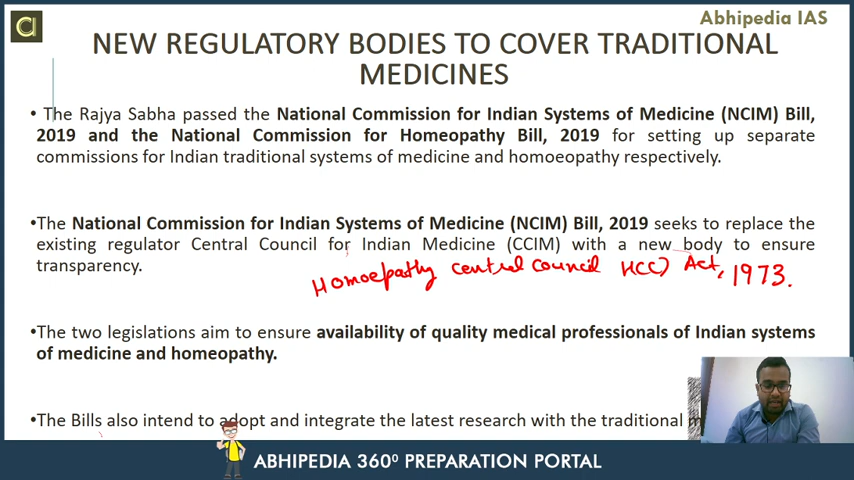 Abhipedia IAS
NEW REGULATORY BODIES TO COVER TRADITIONAL
MEDICINES
• The Rajya Sabha passed the National Commission for Indian Systems of Medicine (NCIM) Bill,
2019 and the National Commission for Homeopathy Bill, 2019 for setting up separate
commissions for Indian traditional systems of medicine and homoeopathy respectively.
•The National Commission for Indian Systems of Medicine (NCIM) Bill, 2019 seeks to replace the
existing regulator Central Council for Indian Medicine (CCIM) with a new body to ensure
transparency.
Homoepathy central council HCC) Act, 1973.
•The two legislations aim to ensure availability of quality medical professionals of Indian systems
of medicine and homeopathy.
•The Bills also intend to adopt and integrate the latest research with the traditional
ABHIPEDIA 360⁰ PREPARATION PORTAL